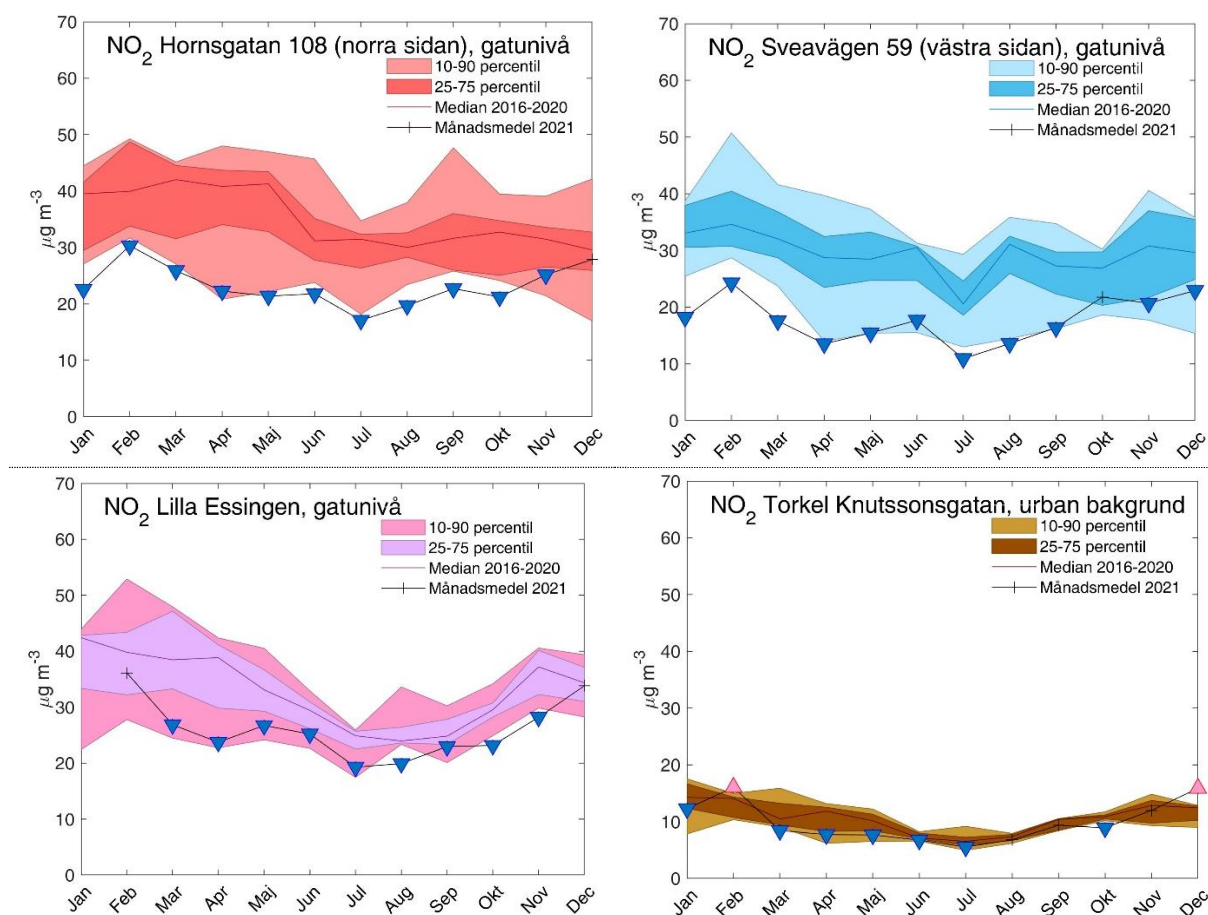 NO2 Hornsgatan 108 (norra sidan), gatunivå
10-90 percentil
25-75 percentil
Median 2016-2020
Månadsmedel 2021
70
60
50
40
30
20
10
0
µg m-3
Jan Feb Mar Apr Maj Jun Jul Aug Sep Okt Nov Dec
NO2 Sveavägen 59 (västra sidan), gatunivå
10-90 percentil
25-75 percentil
Median 2016-2020
Månadsmedel 2021
70
60
50
40
30
20
10
0
µg m-3
Jan Feb Mar Apr Maj Jun Jul Aug Sep Okt Nov Dec
NO2 Lilla Essingen, gatunivå
10-90 percentil
25-75 percentil
Median 2016-2020
Månadsmedel 2021
70
60
50
40
30
20
10
0
µg m-3
Jan Feb Mar Apr Maj Jun Jul Aug Sep Okt Nov Dec
NO2 Torkel Knutssonsgatan, urban bakgrund
10-90 percentil
25-75 percentil
Median 2016-2020
Månadsmedel 2021
70
60
50
40
30
20
10
0
µg m-3
Jan Feb Mar Apr Maj Jun Jul Aug Sep Okt Nov Dec